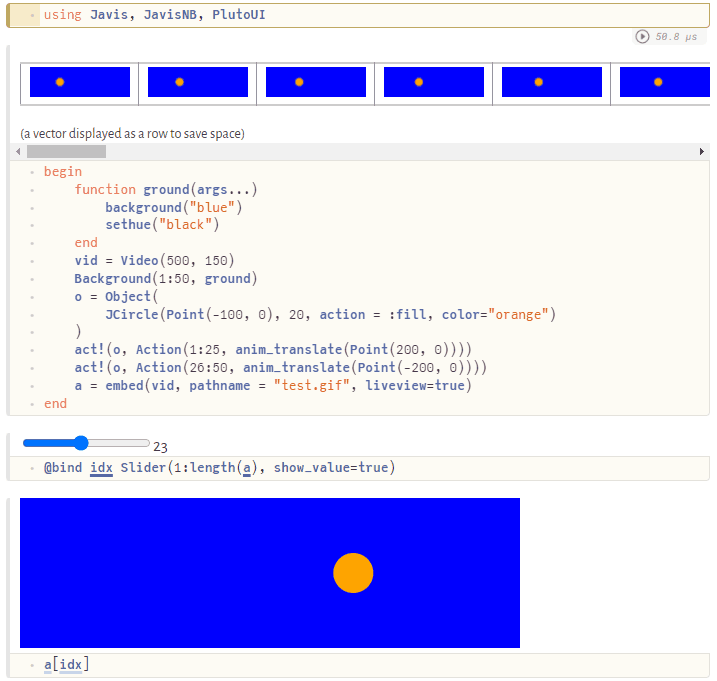 using Javis, JavisNB, PlutoUI
50.8 μs
(a vector displayed as a row to save space)
begin
    function ground(args...)
        background("blue")
        sethue("black")
    end
    vid = Video(500, 150)
    Background(1:50, ground)
    o = Object(
        JCircle(Point(-100, 0), 20, action = :fill, color="orange")
    )
    act!(o, Action(1:25, anim_translate(Point(200, 0))))
    act!(o, Action(26:50, anim_translate(Point(-200, 0))))
    a = embed(vid, pathname = "test.gif", liveview=true)
end
23
@bind idx Slider(1:length(a), show_value=true)
a[idx]